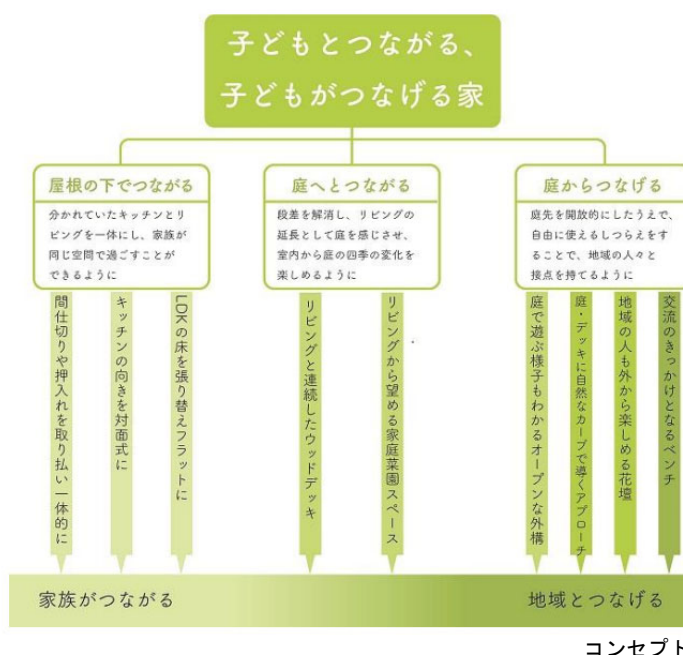 子どもとつながる、
子どもがつなげる家
屋根の下でつながる
分かれていたキッチンとリ
ビングを一体にし、家族が
同じ空間で過ごすことが
できるように
庭へとつながる
段差を解消し、リビングの
延長として庭を感じさせ、
室内から庭の四季の変化を
楽しめるように
庭からつなげる
庭先を開放的にしたうえで、
自由に使えるしつらえをす
ることで、地域の人々と
接点を持てるように
間仕切りや押入れを取り払い一体的に
キッチンの向きを対面式に
LDKの床を張り替えフラットに
リビングと連続したウッドデッキ
リビングから望める家庭菜園スペース
庭で遊ぶ様子もわかるオープンな外構
庭・デッキに自然なカーブで導くアプローチ
地域の人も外から楽しめる花壇
交流のきっかけとなるベンチ
家族がつながる
地域とつなげる
コンセプト